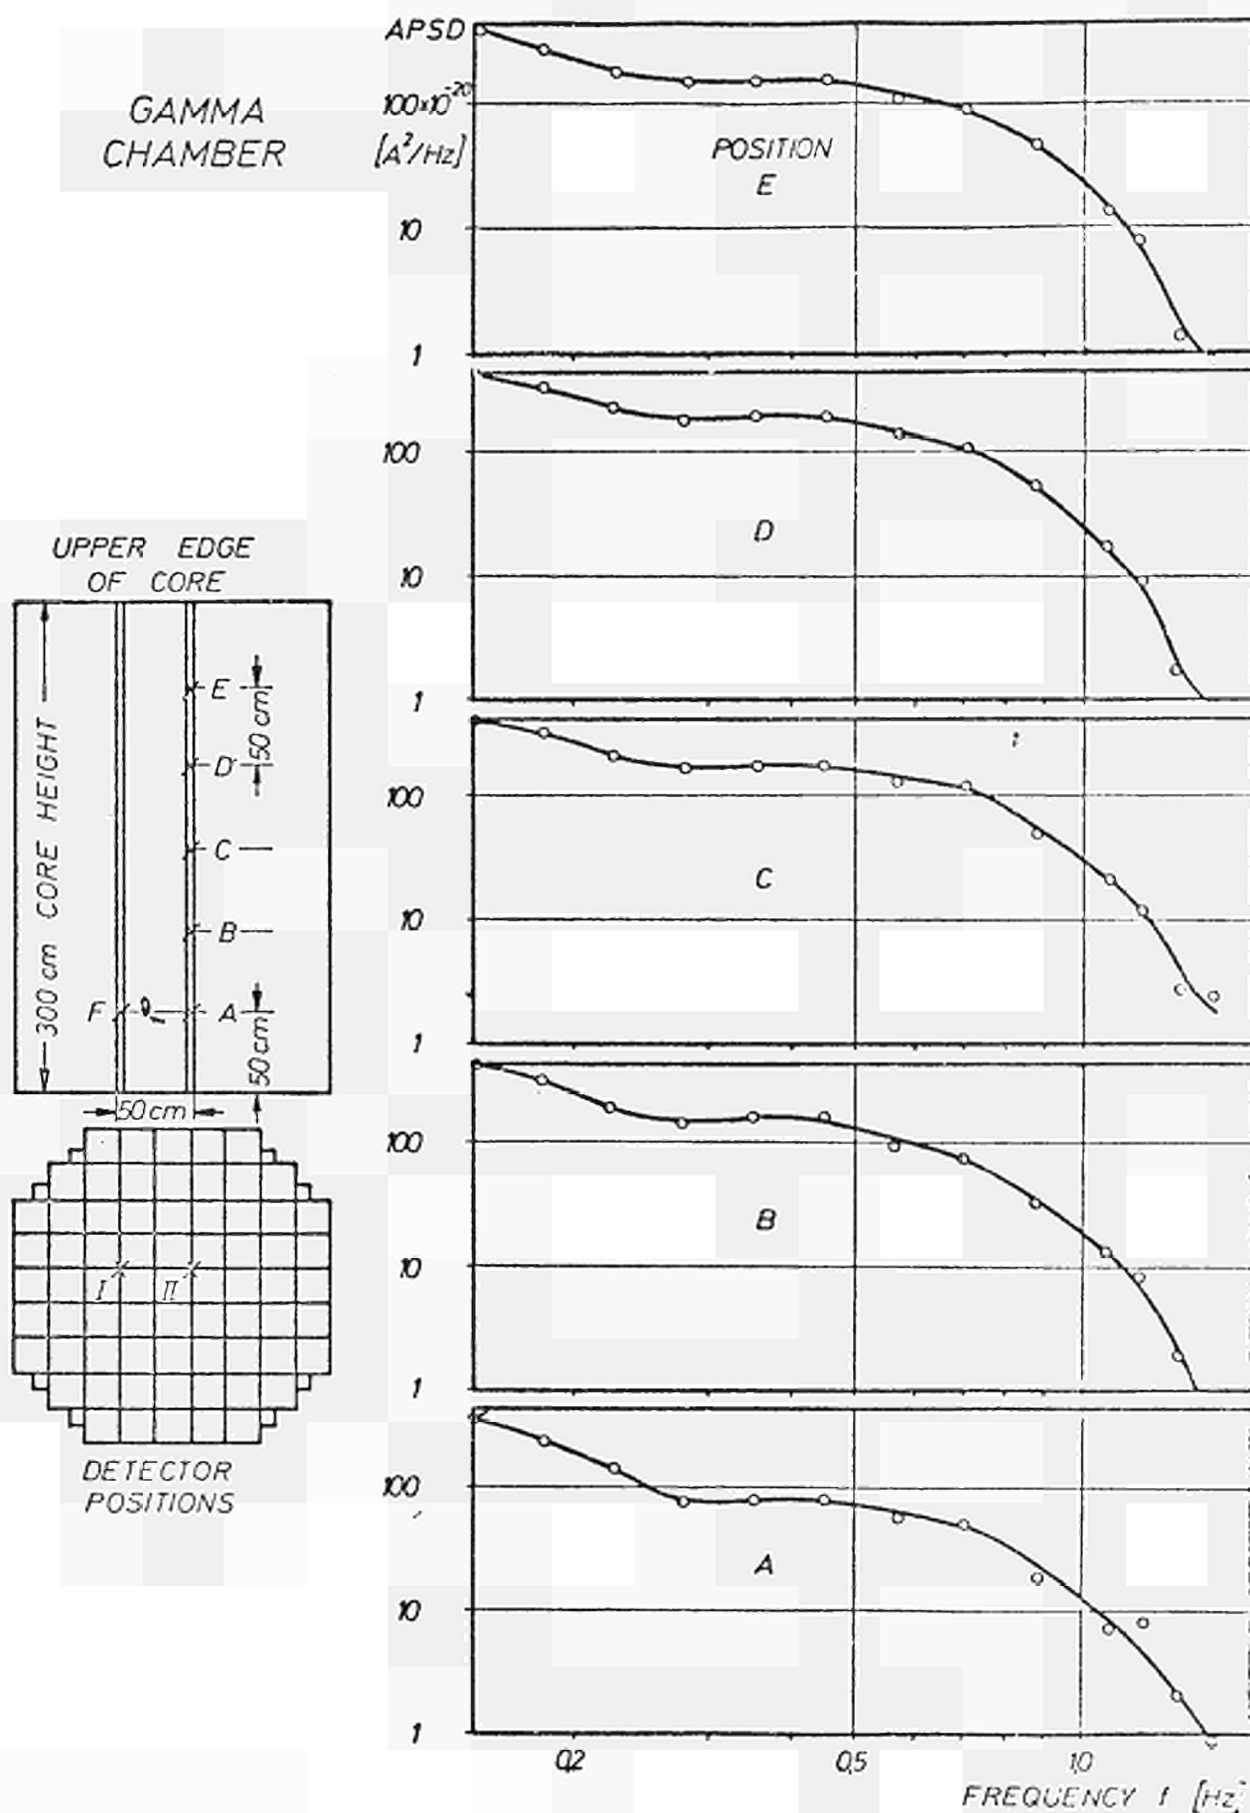 GAMMA
CHAMBER
APSD
100x10⁻²⁰
[A²/Hz]
10
1
POSITION
E
100
10
1
D
100
10
1
C
100
10
1
B
100
10
1
A
0,2 0,5 1,0
FREQUENCY f [Hz]
UPPER EDGE
OF CORE
300 cm CORE HEIGHT
E
50 cm
D
C
B
F
A
50 cm
50 cm
I II
DETECTOR
POSITIONS